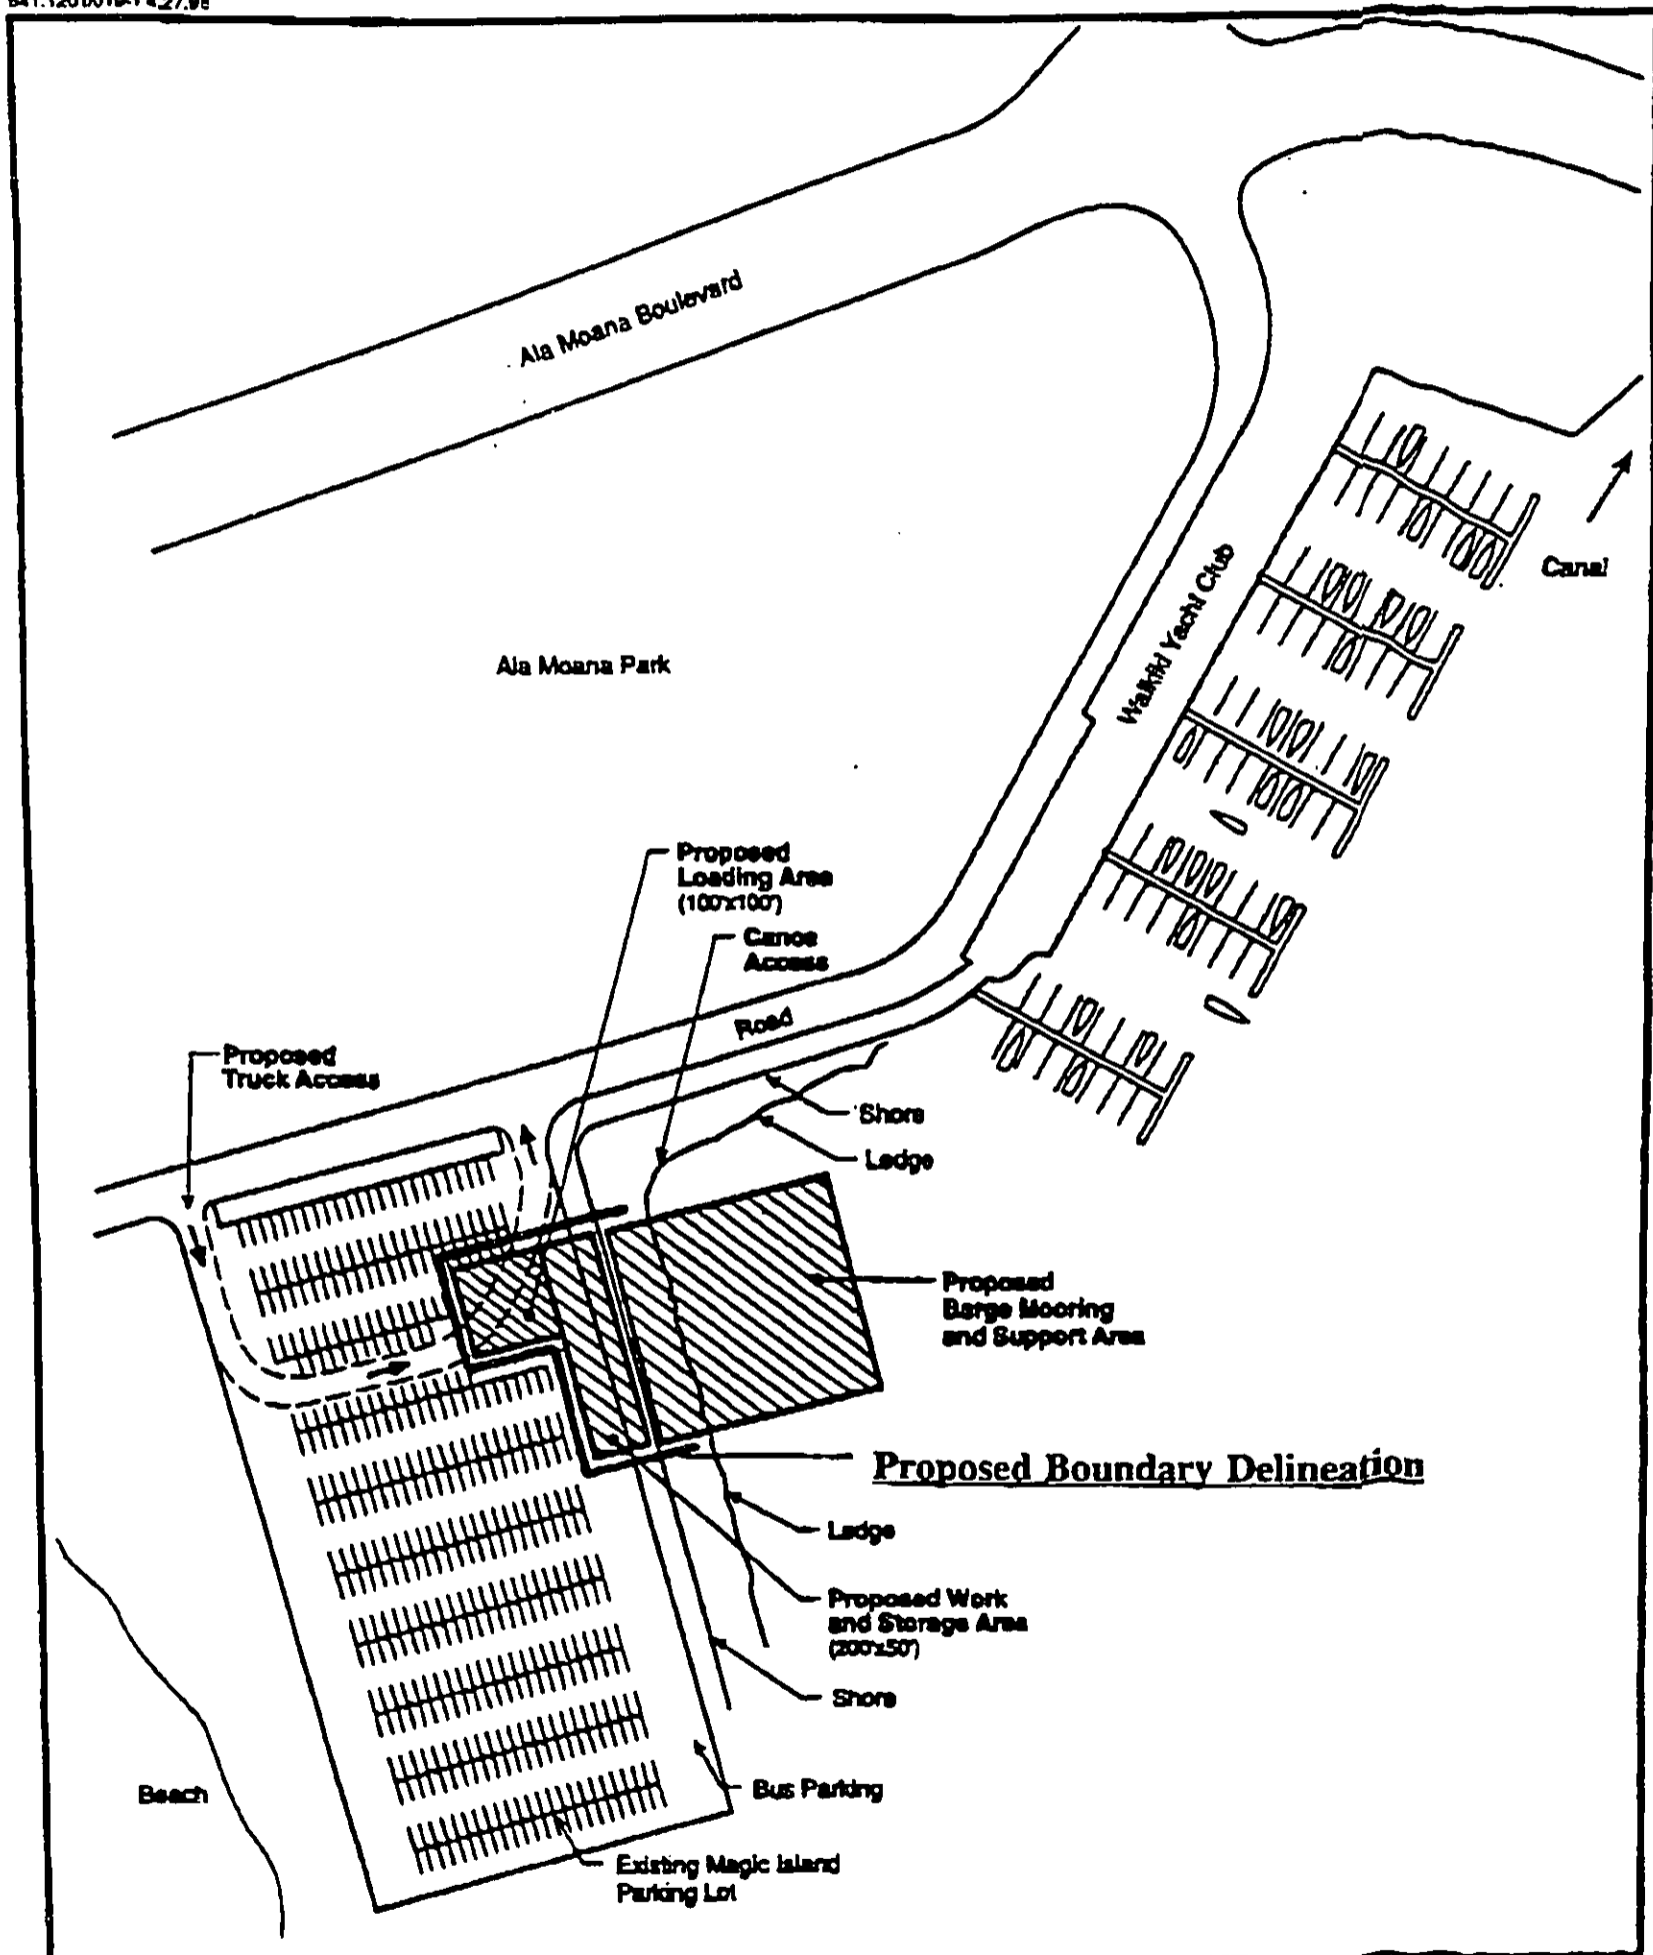 Ala Moana Boulevard
Canal
Waikiki Yacht Club
Ala Moana Park
Proposed
Loading Area
(100'x100')
Canoe
Access
Road
Proposed
Truck Access
Shore
Ledge
Proposed
Barge Mooring
and Support Area
Proposed Boundary Delineation
Ledge
Proposed Work
and Storage Area
(200'x50')
Shore
Beach
Bus Parking
Existing Magic Island
Parking Lot